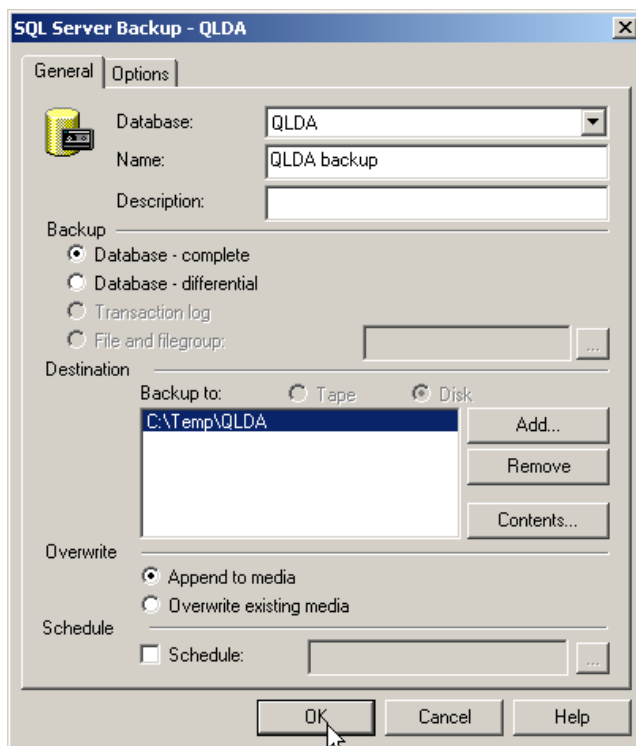 SQL Server Backup - QLDA
General Options
Database: QLDA
Name: QLDA backup
Description:
Backup
Database - complete
Database - differential
Transaction log
File and filegroup: ...
Destination
Backup to: Tape Disk
C:\Temp\QLDA
Add...
Remove
Contents...
Overwrite
Append to media
Overwrite existing media
Schedule
Schedule: ...
OK Cancel Help